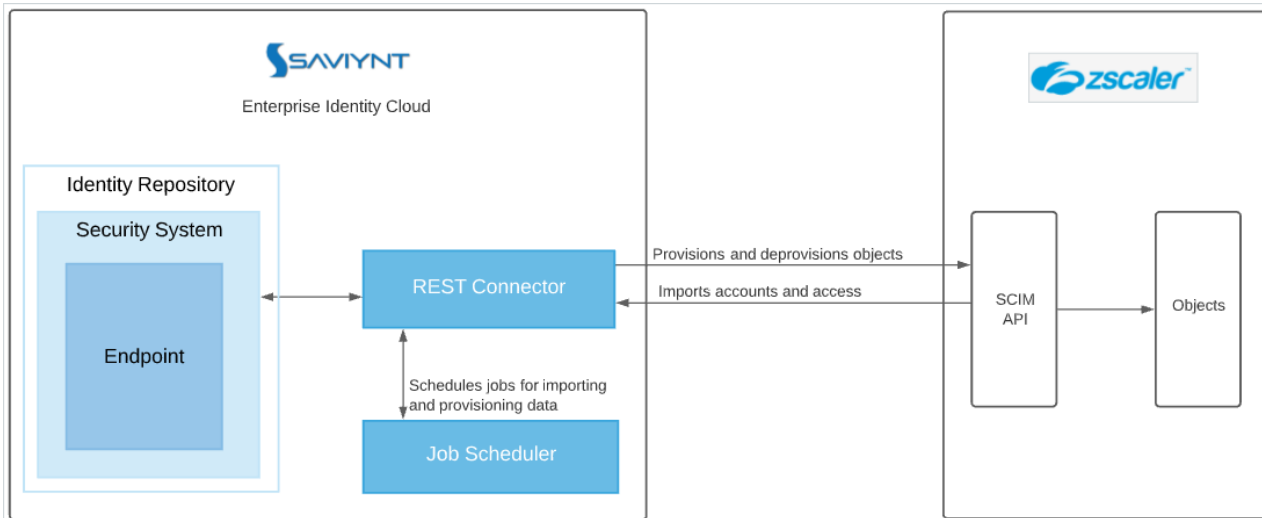 SAVIYNT
Enterprise Identity Cloud
zscaler™
Identity Repository
Security System
Endpoint
REST Connector
Schedules jobs for importing
and provisioning data
Job Scheduler
Provisions and deprovisions objects
Imports accounts and access
SCIM
API
Objects